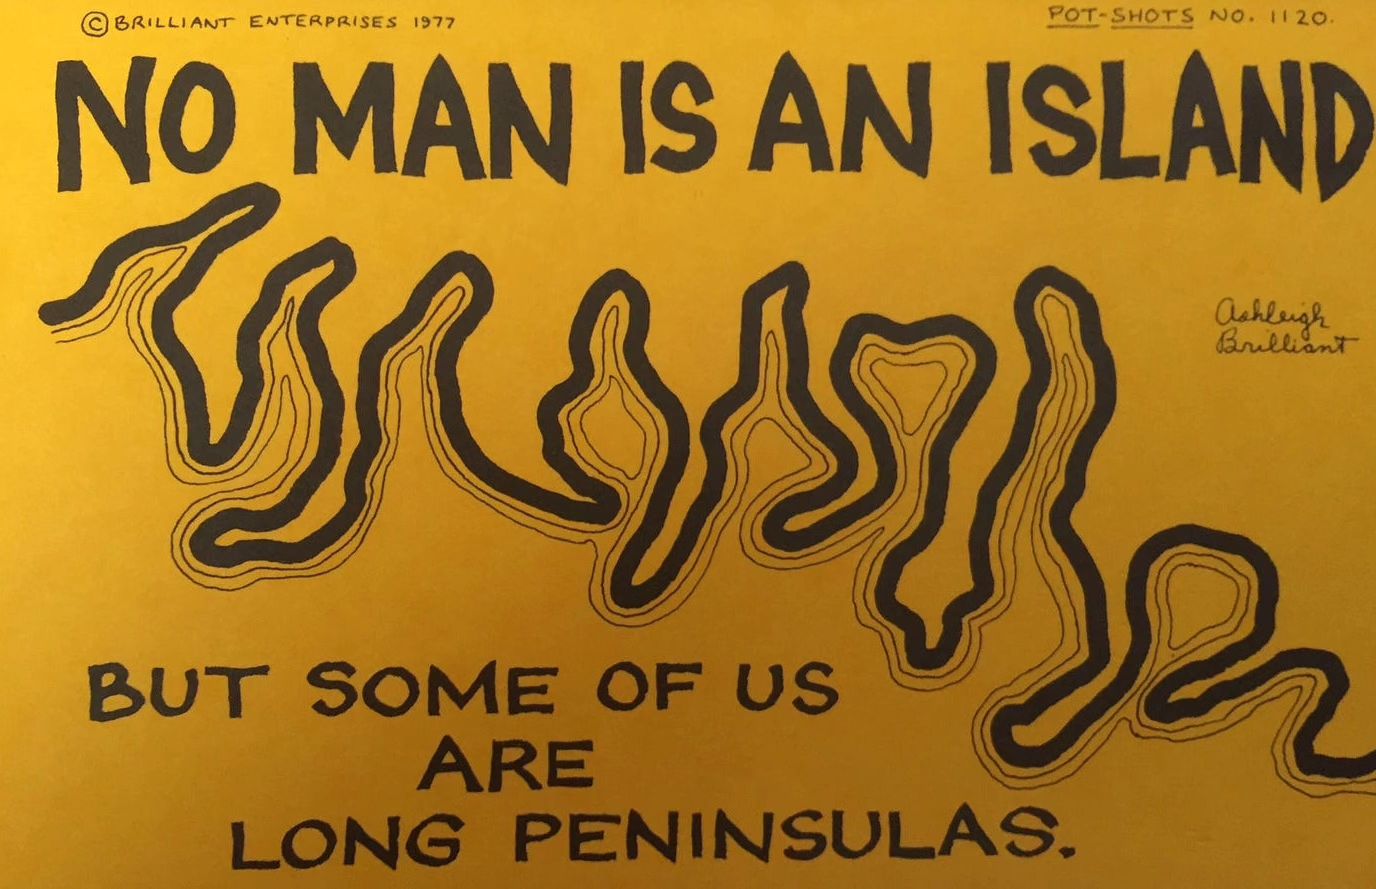 © BRILLIANT ENTERPRISES 1977
POT-SHOTS NO. 1120.
NO MAN IS AN ISLAND
Ashleigh
Brilliant
BUT SOME OF US
ARE
LONG PENINSULAS.